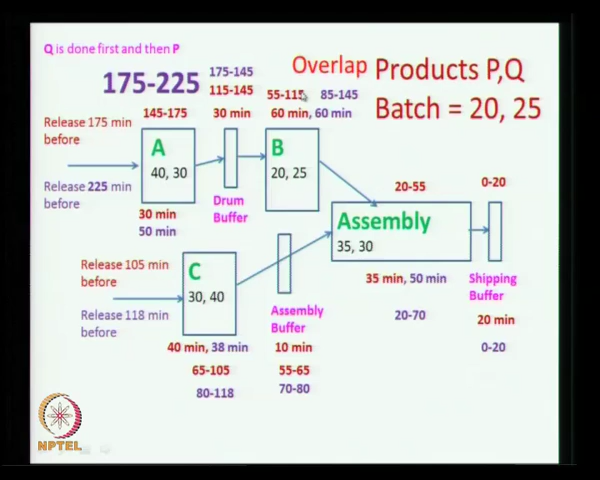 Q is done first and then P
175-225
175-145
115-145
Overlap
Products P,Q
Batch = 20, 25
55-115 85-145
145-175
30 min
60 min, 60 min
Release 175 min
before
A
40, 30
B
20, 25
Release 225 min
before
Drum
Buffer
30 min
50 min
20-55
0-20
Assembly
35, 30
Release 105 min
before
C
30, 40
Release 118 min
before
35 min, 50 min
Shipping
Buffer
Assembly
Buffer
20-70
20 min
40 min, 38 min
10 min
0-20
65-105
55-65
80-118
70-80
NPTEL